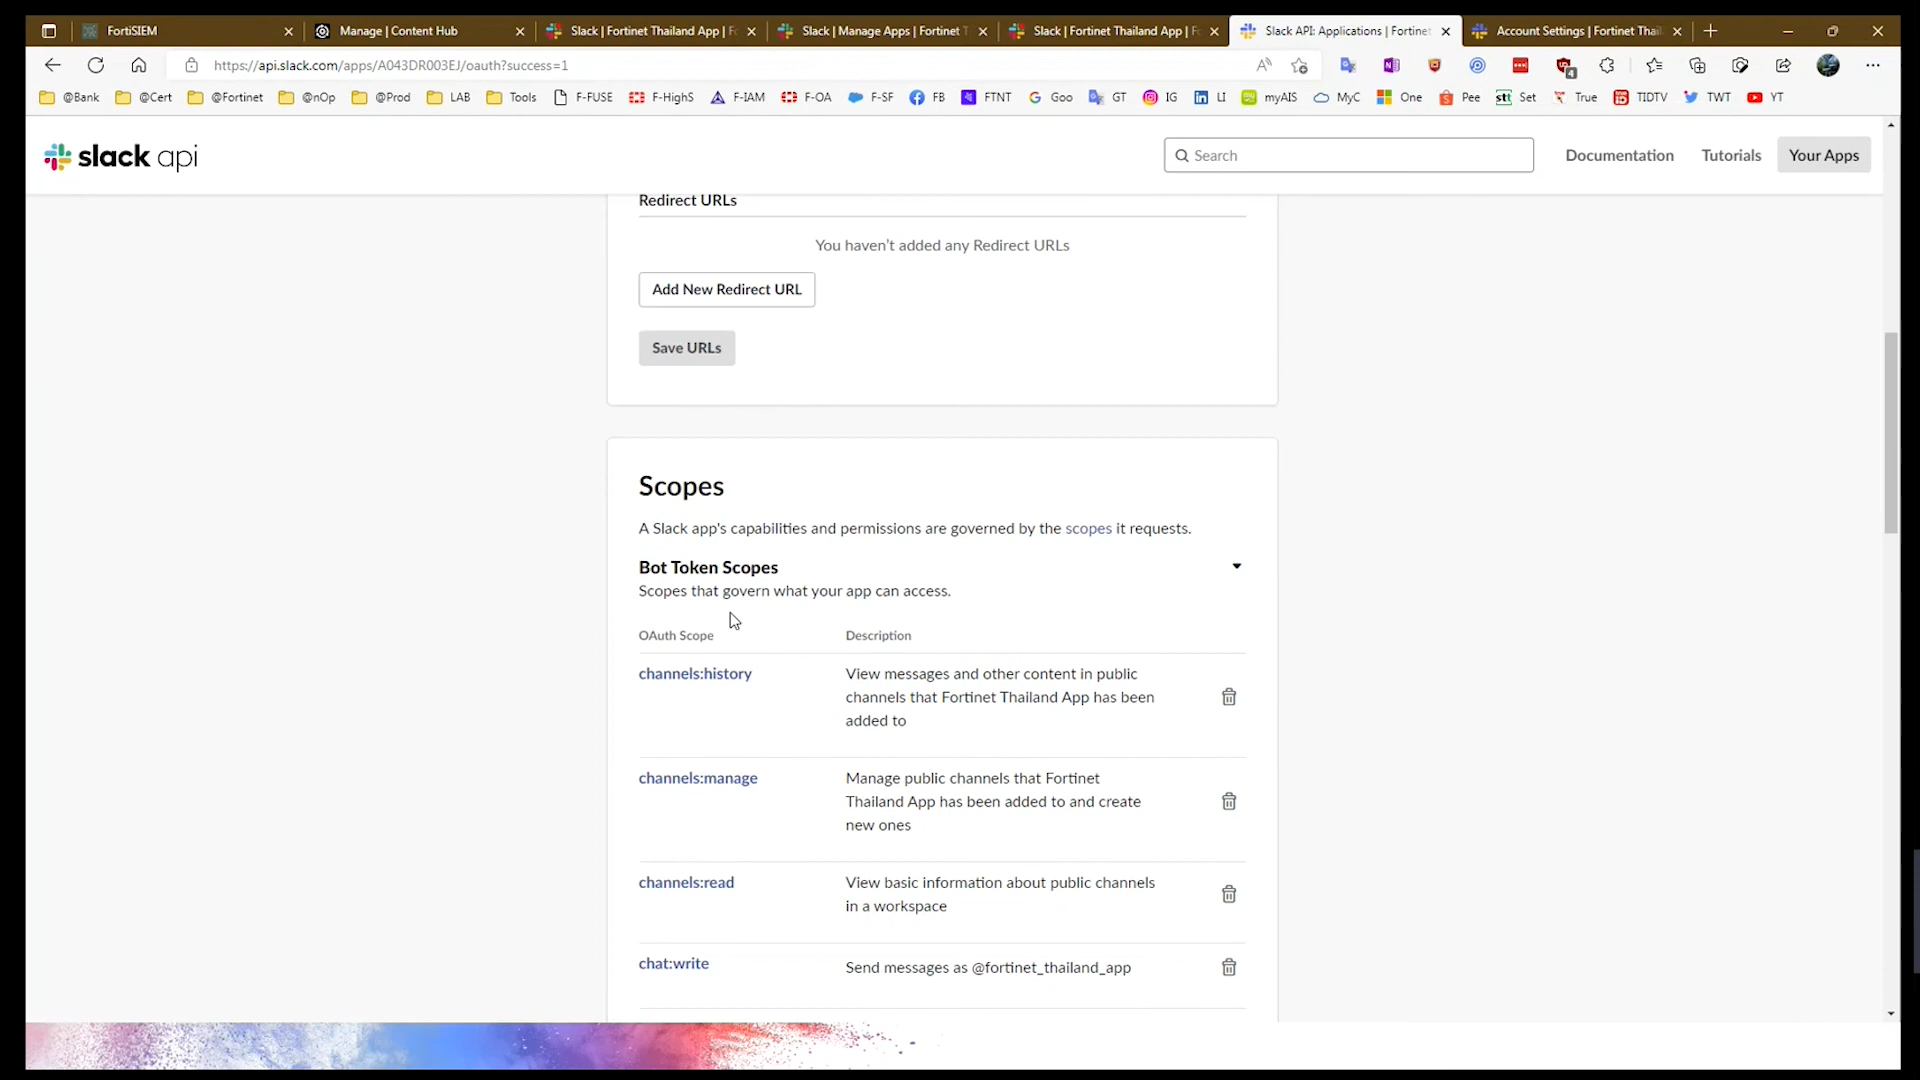 FortiSIEM
Manage | Content Hub
Slack | Fortinet Thailand App | Fo
Slack | Manage Apps | Fortinet T
Slack | Fortinet Thailand App | Fo
Slack API: Applications | Fortinet
Account Settings | Fortinet Thai
https://api.slack.com/apps/A043DR003EJ/oauth?success=1
4
@Bank
@Cert
@Fortinet
@nOp
@Prod
LAB
Tools
F-FUSE
F-HighS
F-IAM
F-OA
F-SF
FB
FTNT
Goo
GT
IG
LI
myAIS
MyC
One
Pee
stt Set
True
TIDTV
TWT
YT
slack api
Search
Documentation
Tutorials
Your Apps
Redirect URLs
You haven't added any Redirect URLs
Add New Redirect URL
Save URLs
Scopes
A Slack app's capabilities and permissions are governed by the scopes it requests.
Bot Token Scopes
Scopes that govern what your app can access.
OAuth Scope
Description
channels:history
View messages and other content in public
channels that Fortinet Thailand App has been
added to
channels:manage
Manage public channels that Fortinet
Thailand App has been added to and create
new ones
channels:read
View basic information about public channels
in a workspace
chat:write
Send messages as @fortinet_thailand_app